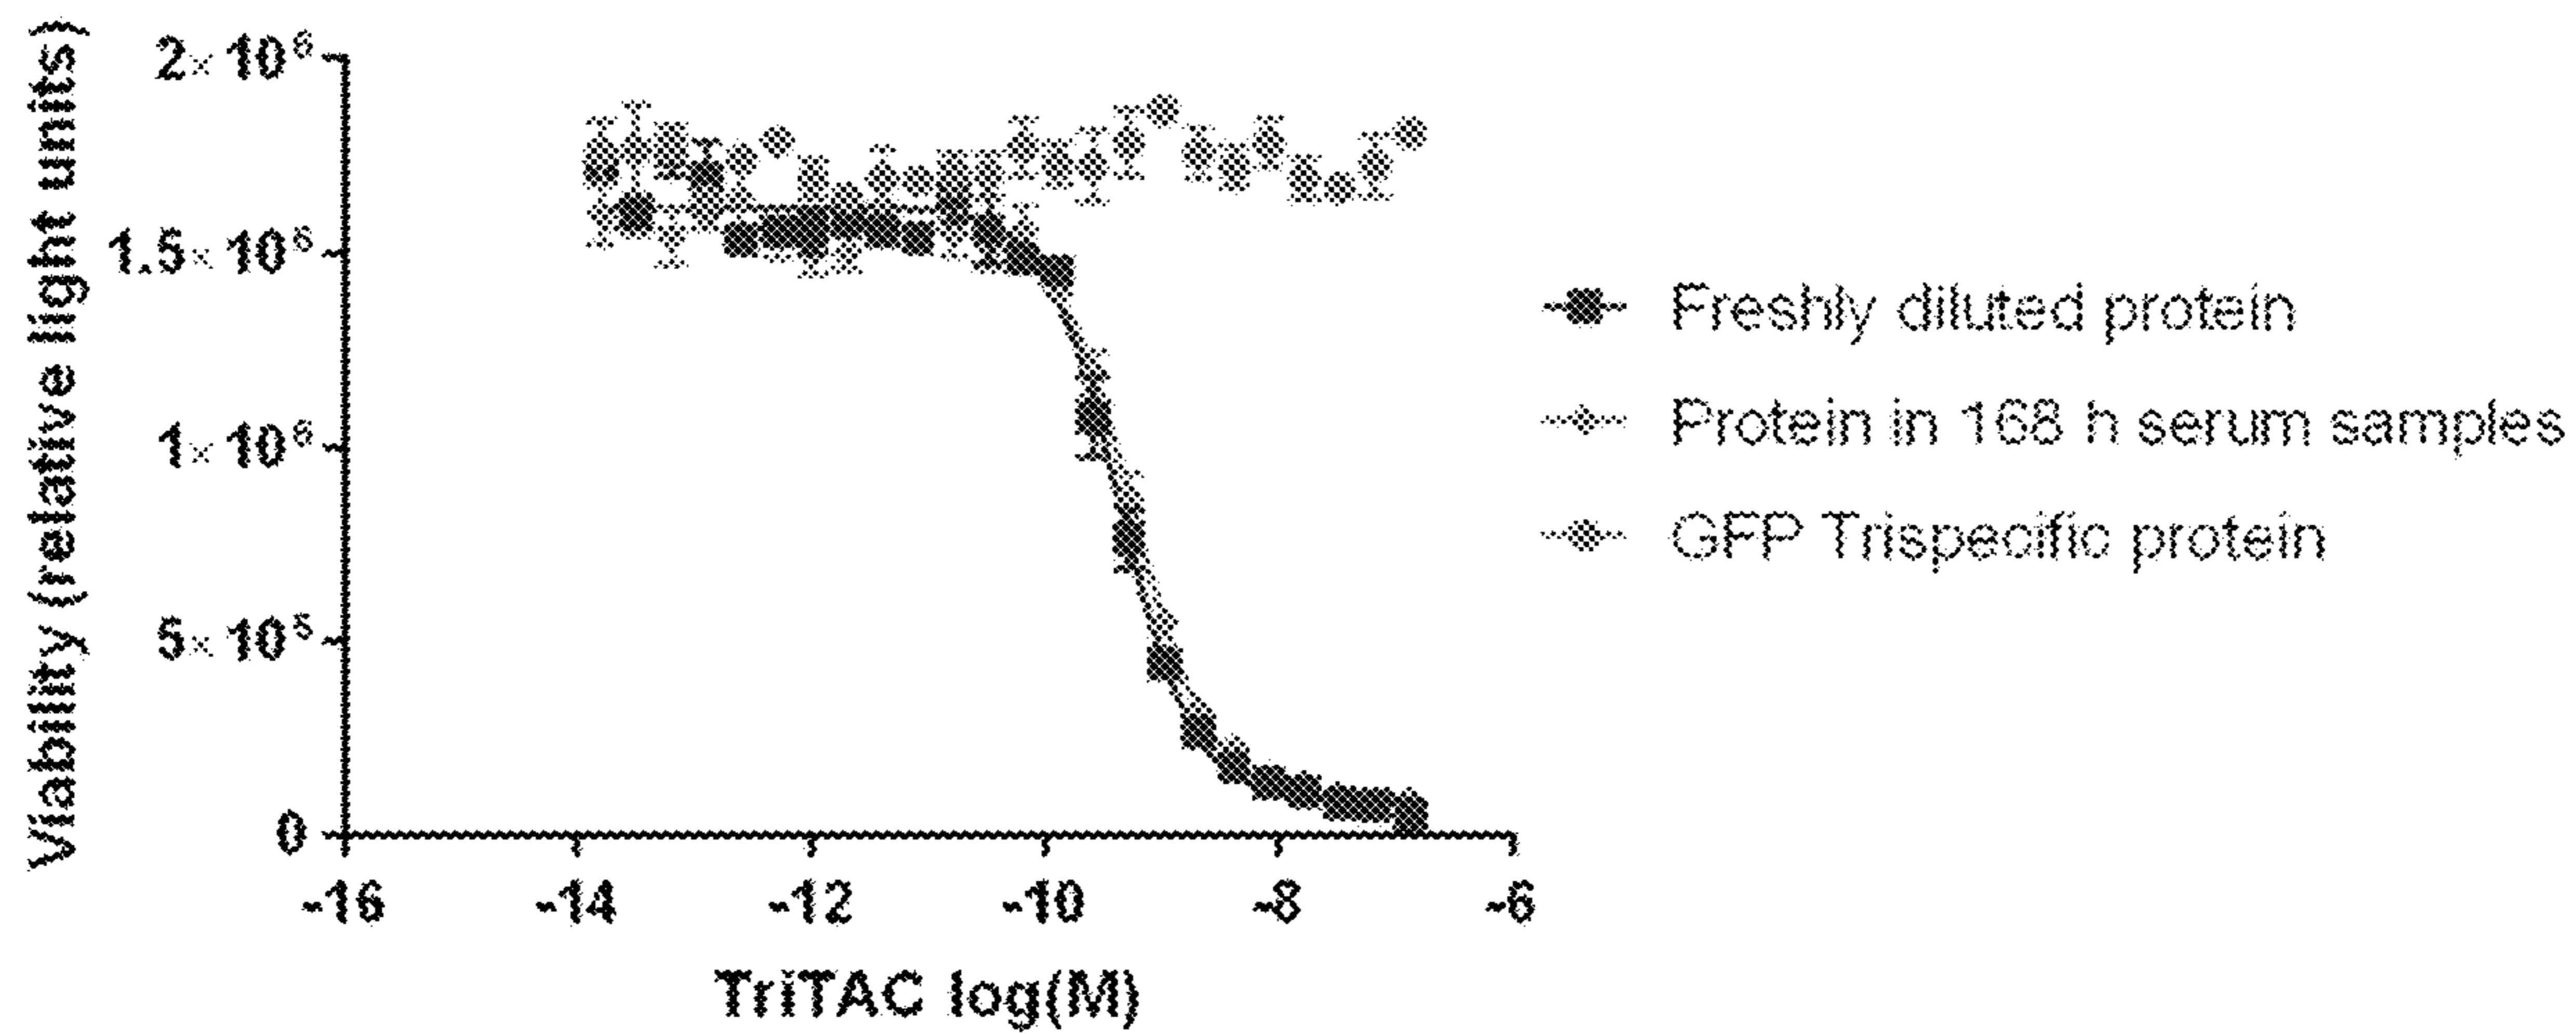 Viability (relative light units)
2×10⁶
1.5×10⁶
1×10⁶
5×10⁵
0
-16 -14 -12 -10 -8 -6
TriTAC log(M)
Freshly diluted protein
Protein in 168 h serum samples
GFP Trispecific protein